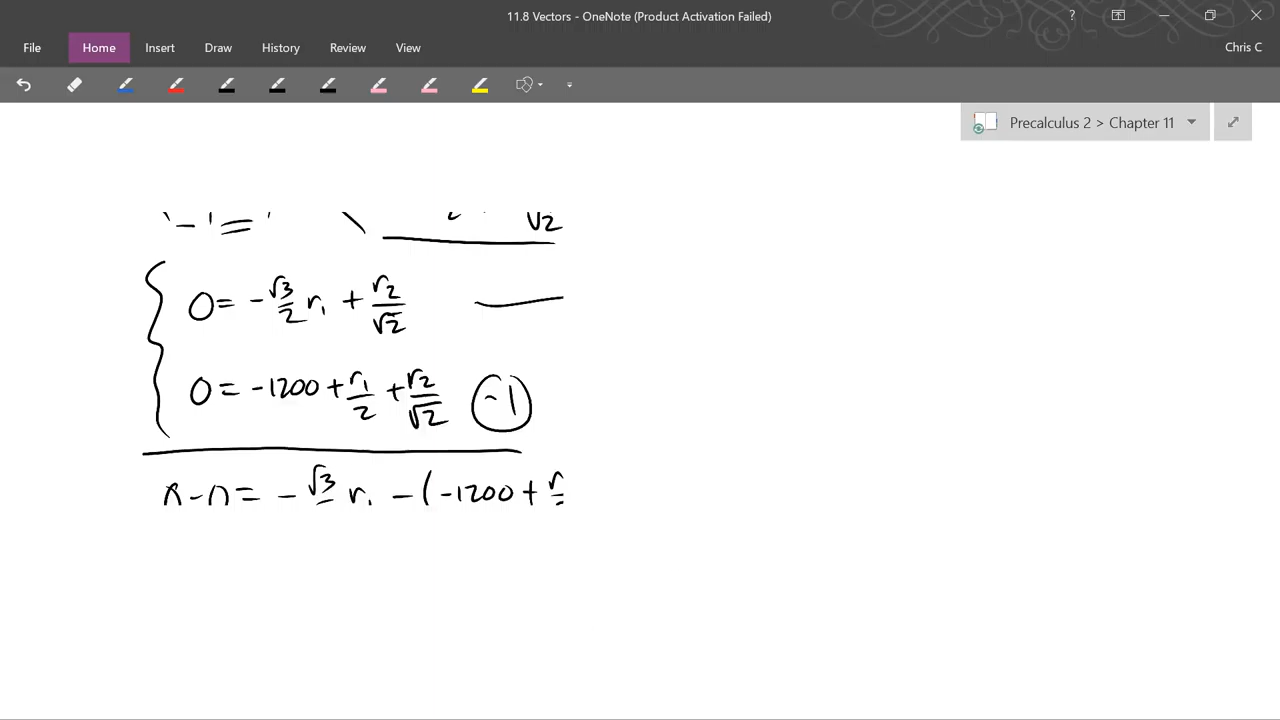 11.8 Vectors - OneNote (Product Activation Failed)
File Home Insert Draw History Review View
Chris C
Precalculus 2 > Chapter 11
√2
0 = -√3/2 r₁ + r₂/√2
0 = -1200 + r₁/2 + r₂/√2 -1
0-0 = - √3 r₁ - (-1200 + r